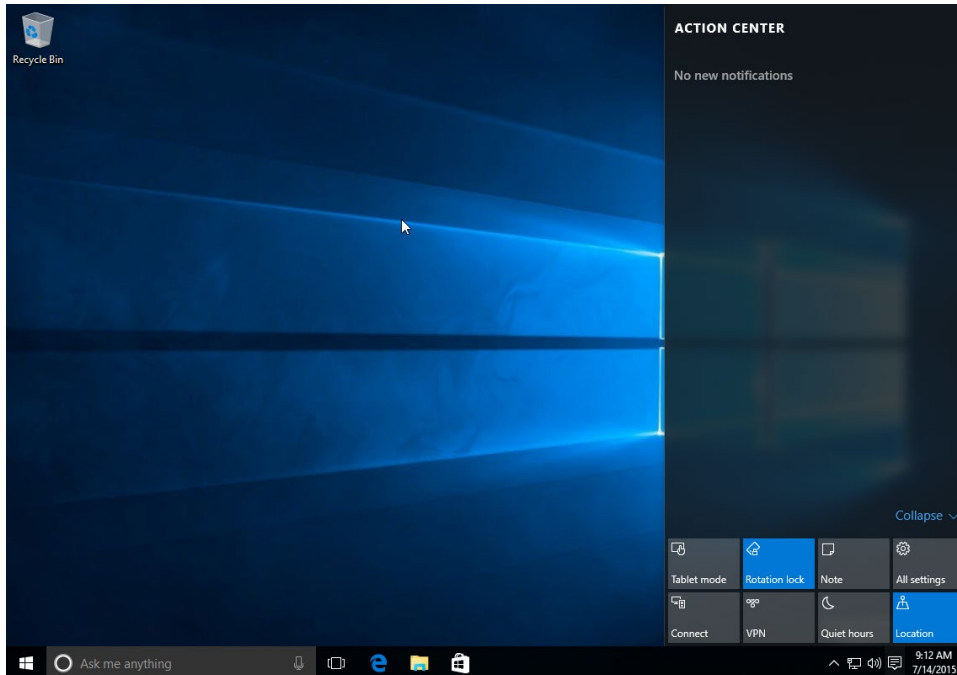 Recycle Bin
ACTION CENTER
No new notifications
Collapse
Tablet mode
Rotation lock
Note
All settings
Connect
VPN
Quiet hours
Location
Ask me anything
9:12 AM
7/14/2015